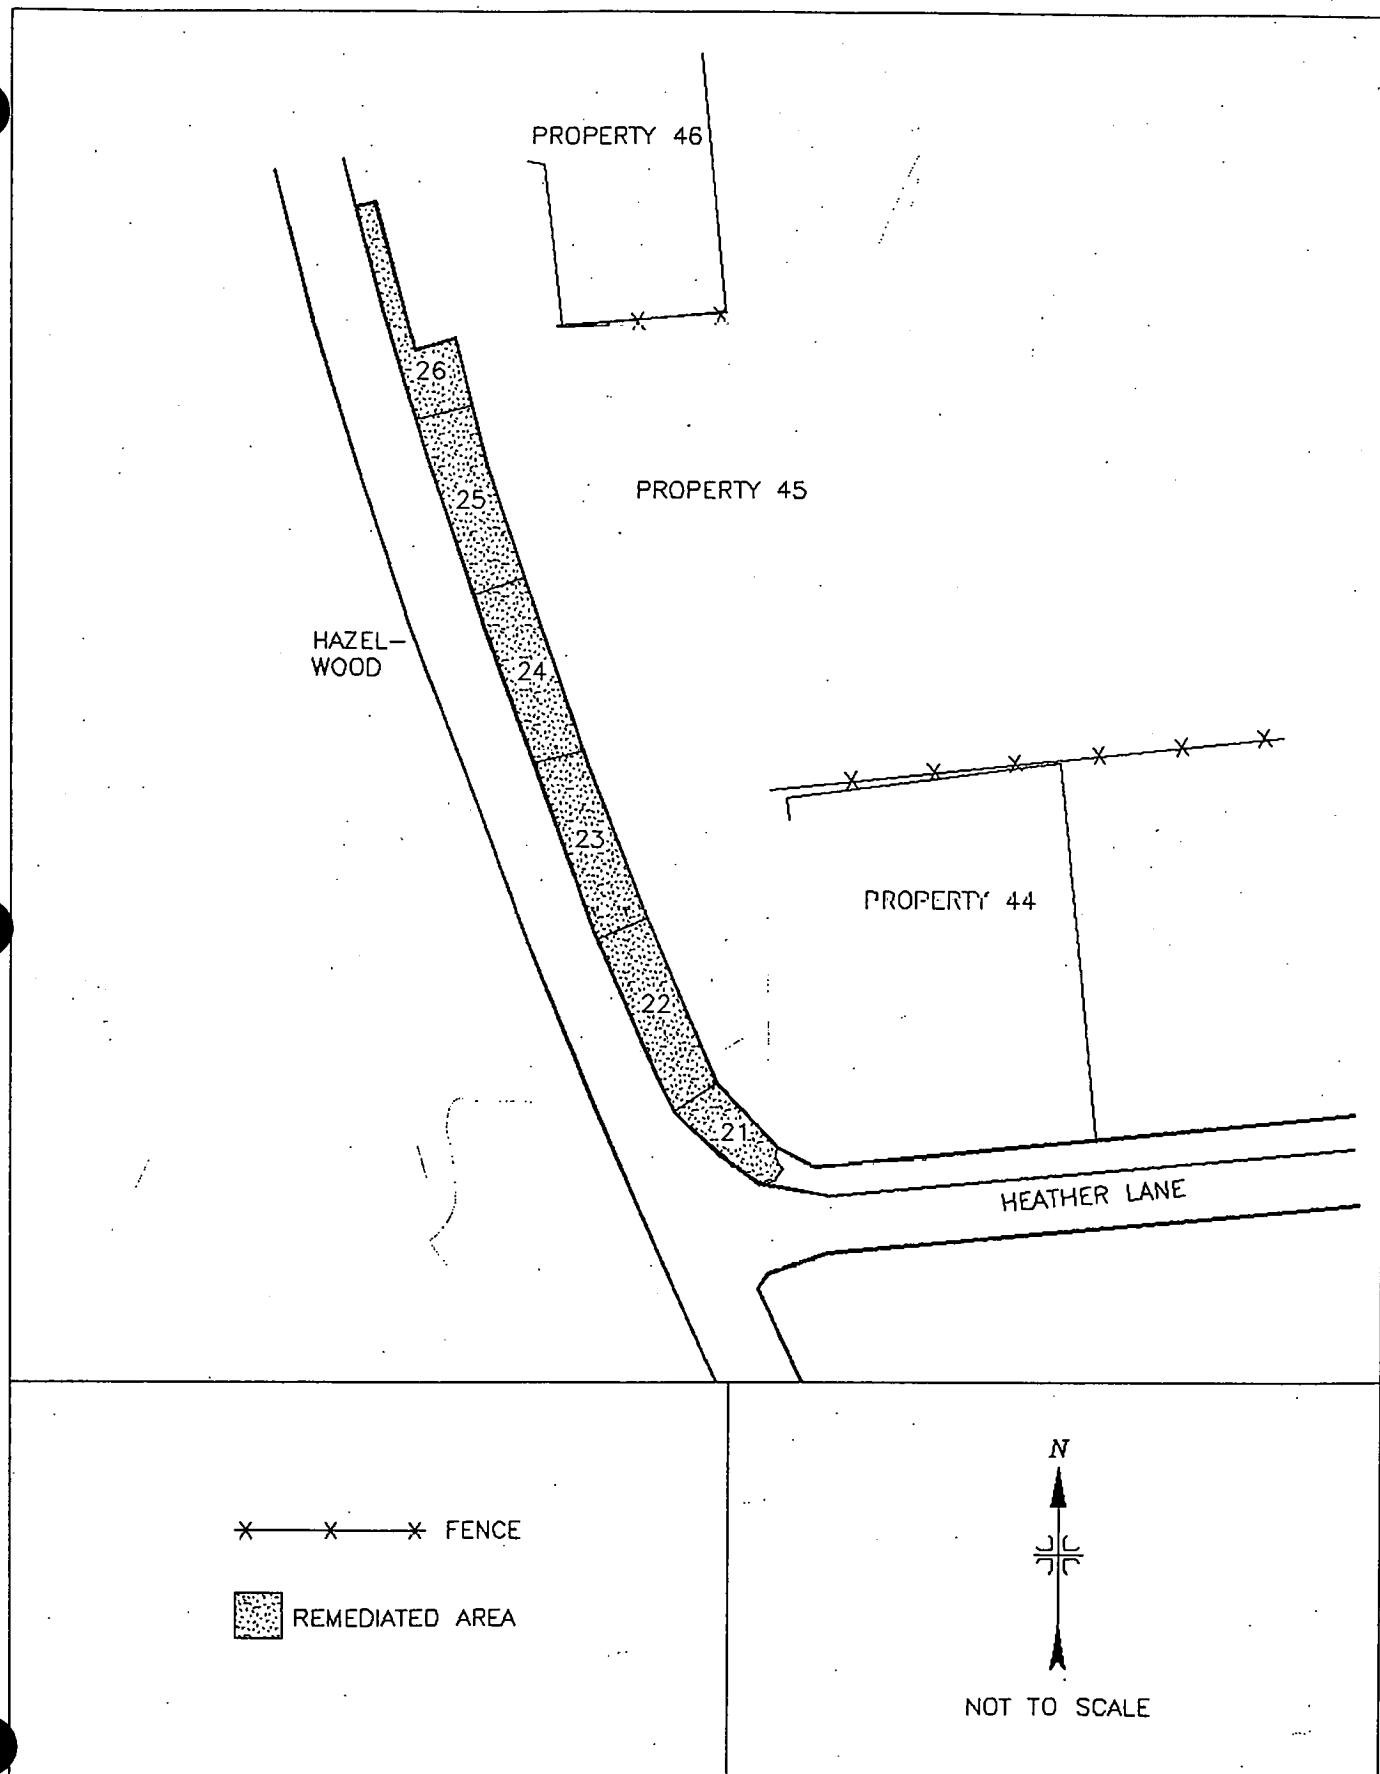 PROPERTY 46
26
25
PROPERTY 45
HAZEL-
WOOD
24
23
PROPERTY 44
22
21
HEATHER LANE
N
FENCE
REMEDIATED AREA
NOT TO SCALE